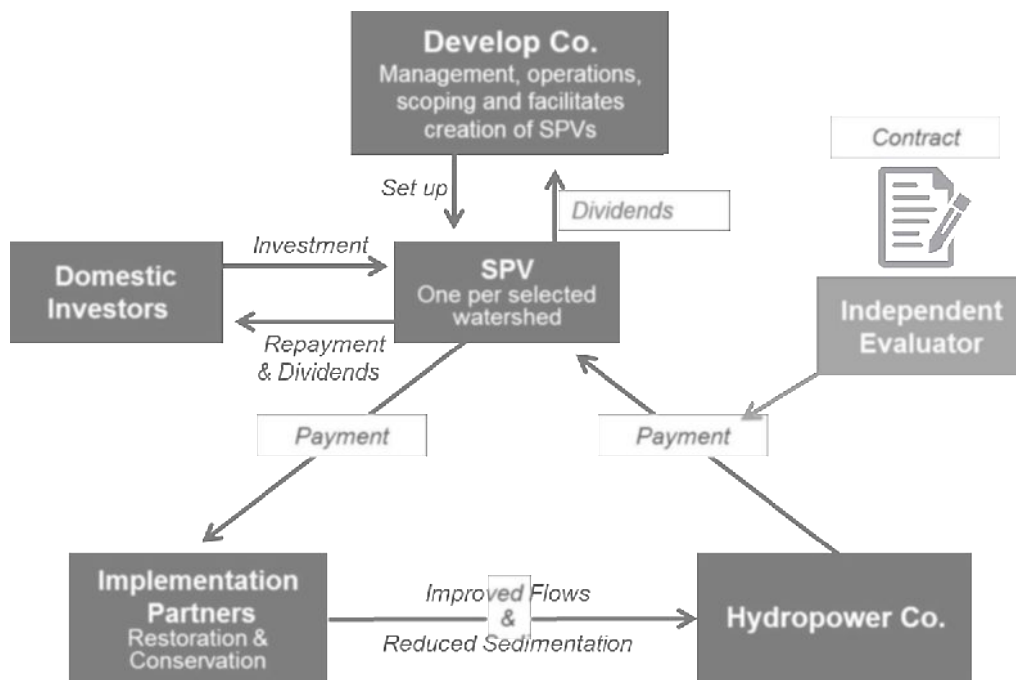 Develop Co.
Management, operations,
scoping and facilitates
creation of SPVs
Contract
Set up
Dividends
Investment
Domestic
Investors
SPV
One per selected
watershed
Independent
Evaluator
Repayment
& Dividends
Payment
Payment
Implementation
Partners
Restoration &
Conservation
Improved Flows
&
Reduced Sedimentation
Hydropower Co.